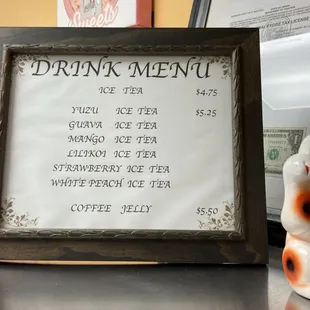 Sweets
DRINK MENU
ICE TEA $4.75
YUZU ICE TEA $5.25
GUAVA ICE TEA
MANGO ICE TEA
LILIKOI ICE TEA
STRAWBERRY ICE TEA
WHITE PEACH ICE TEA
COFFEE JELLY $5.50